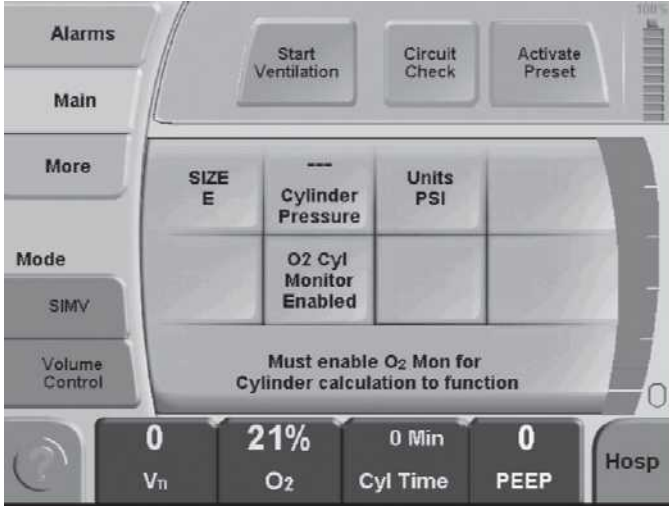 100%
Alarms
Start
Ventilation
Circuit
Check
Activate
Preset
Main
More
SIZE
E
---
Cylinder
Pressure
Units
PSI
Mode
O2 Cyl
Monitor
Enabled
SIMV
Volume
Control
Must enable O2 Mon for
Cylinder calculation to function
0
0
VTI
21%
O2
0 Min
Cyl Time
0
PEEP
Hosp
?